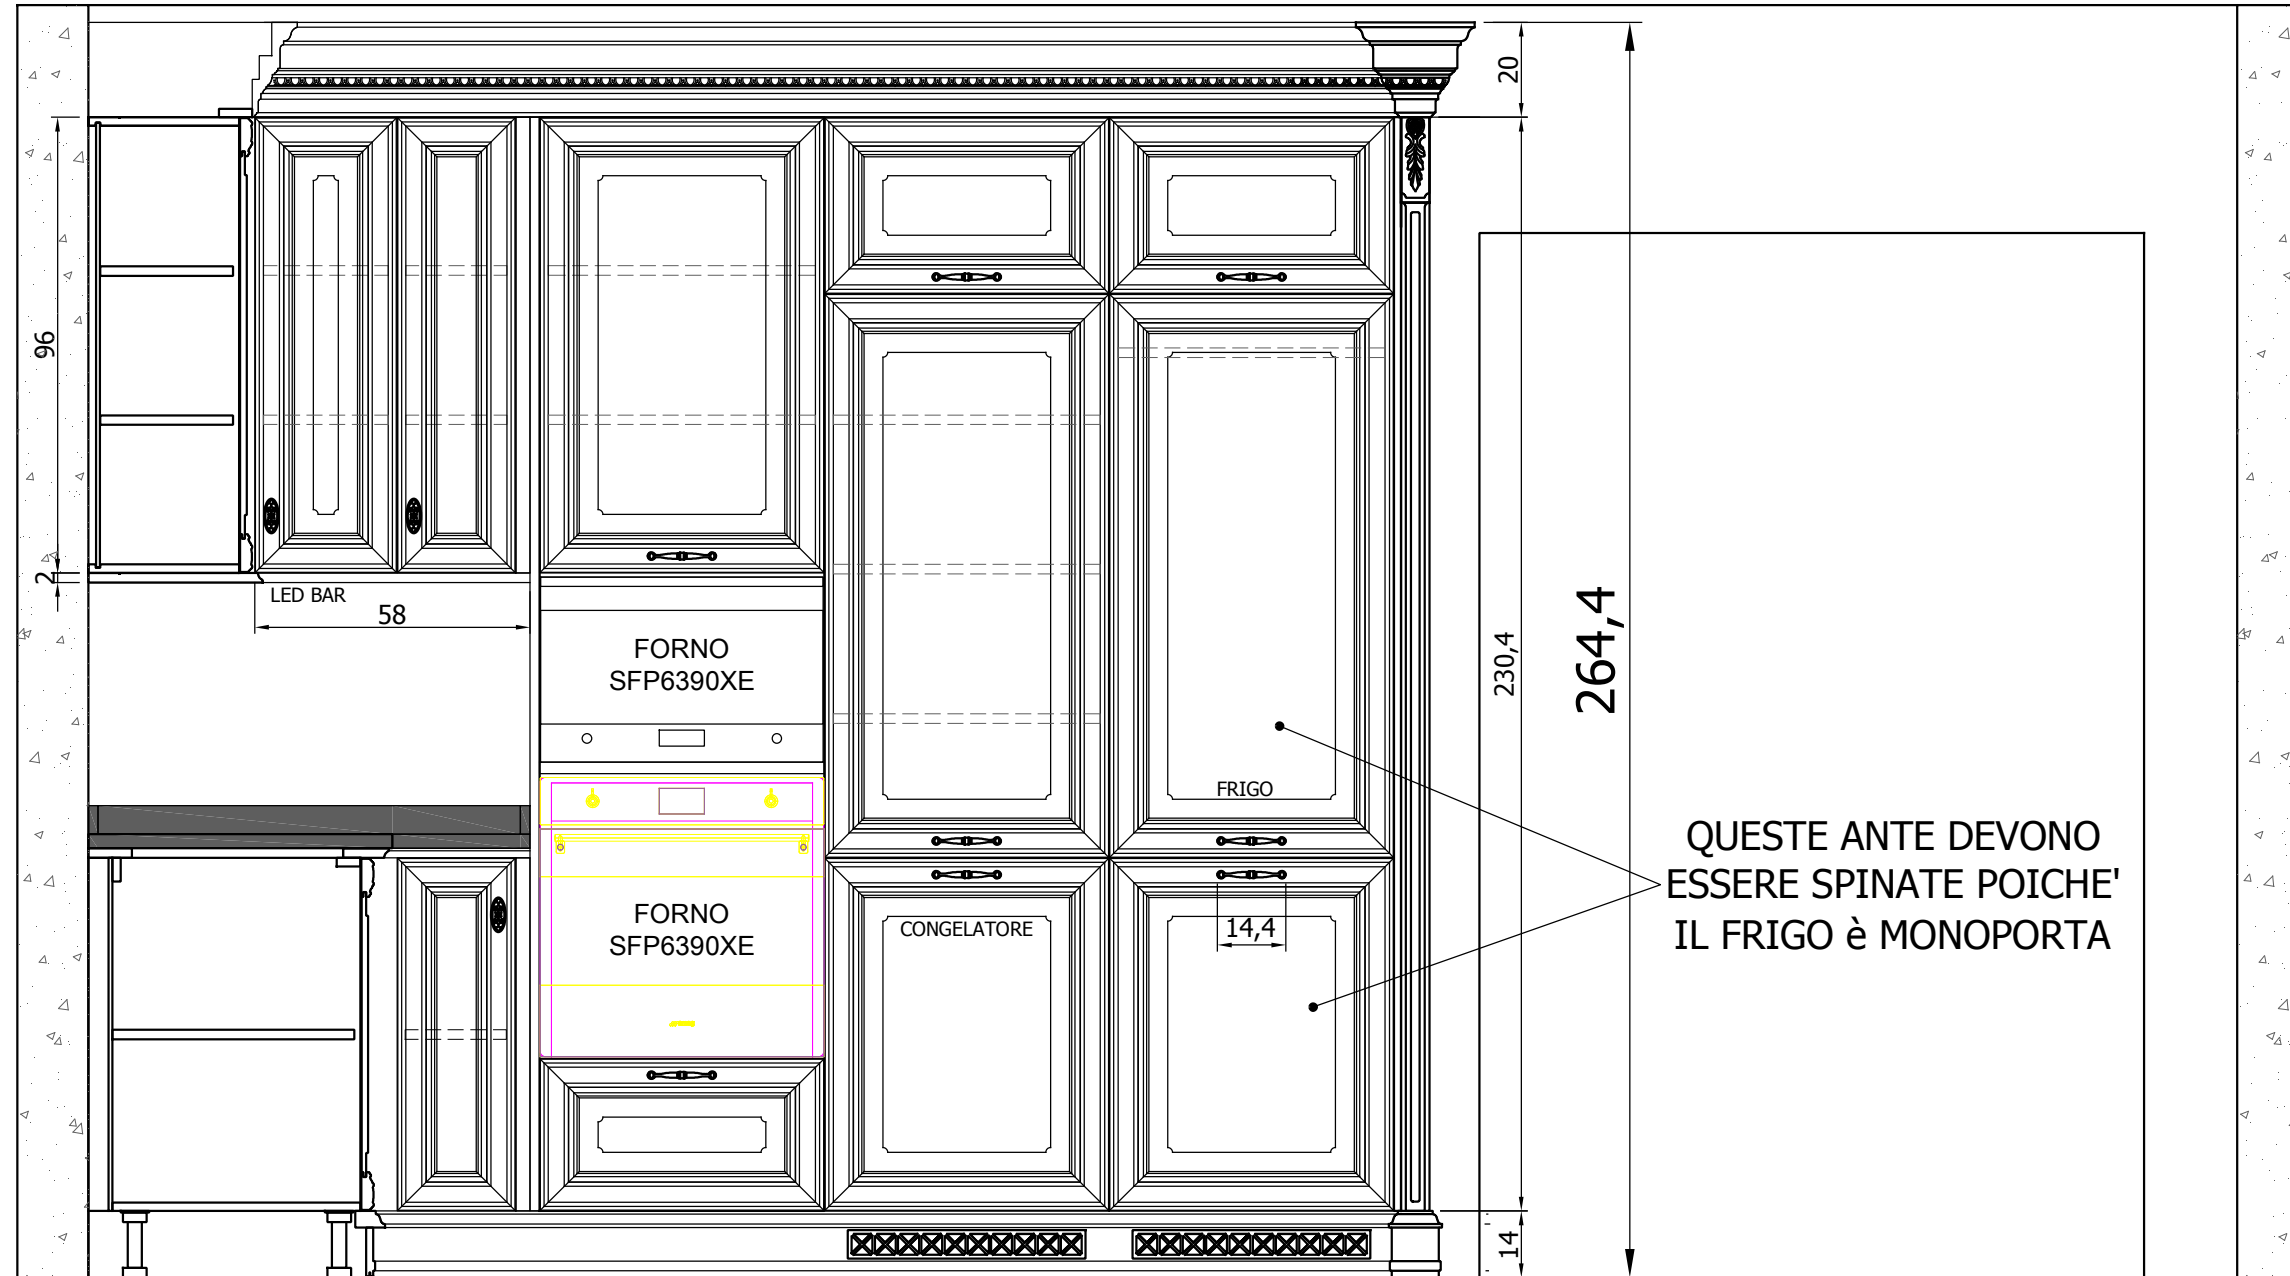 20
96
2
LED BAR
58
FORNO
SFP6390XE
230,4
264,4
FRIGO
QUESTE ANTE DEVONO
ESSERE SPINATE POICHE'
IL FRIGO è MONOPORTA
FORNO
SFP6390XE
CONGELATORE
14,4
14